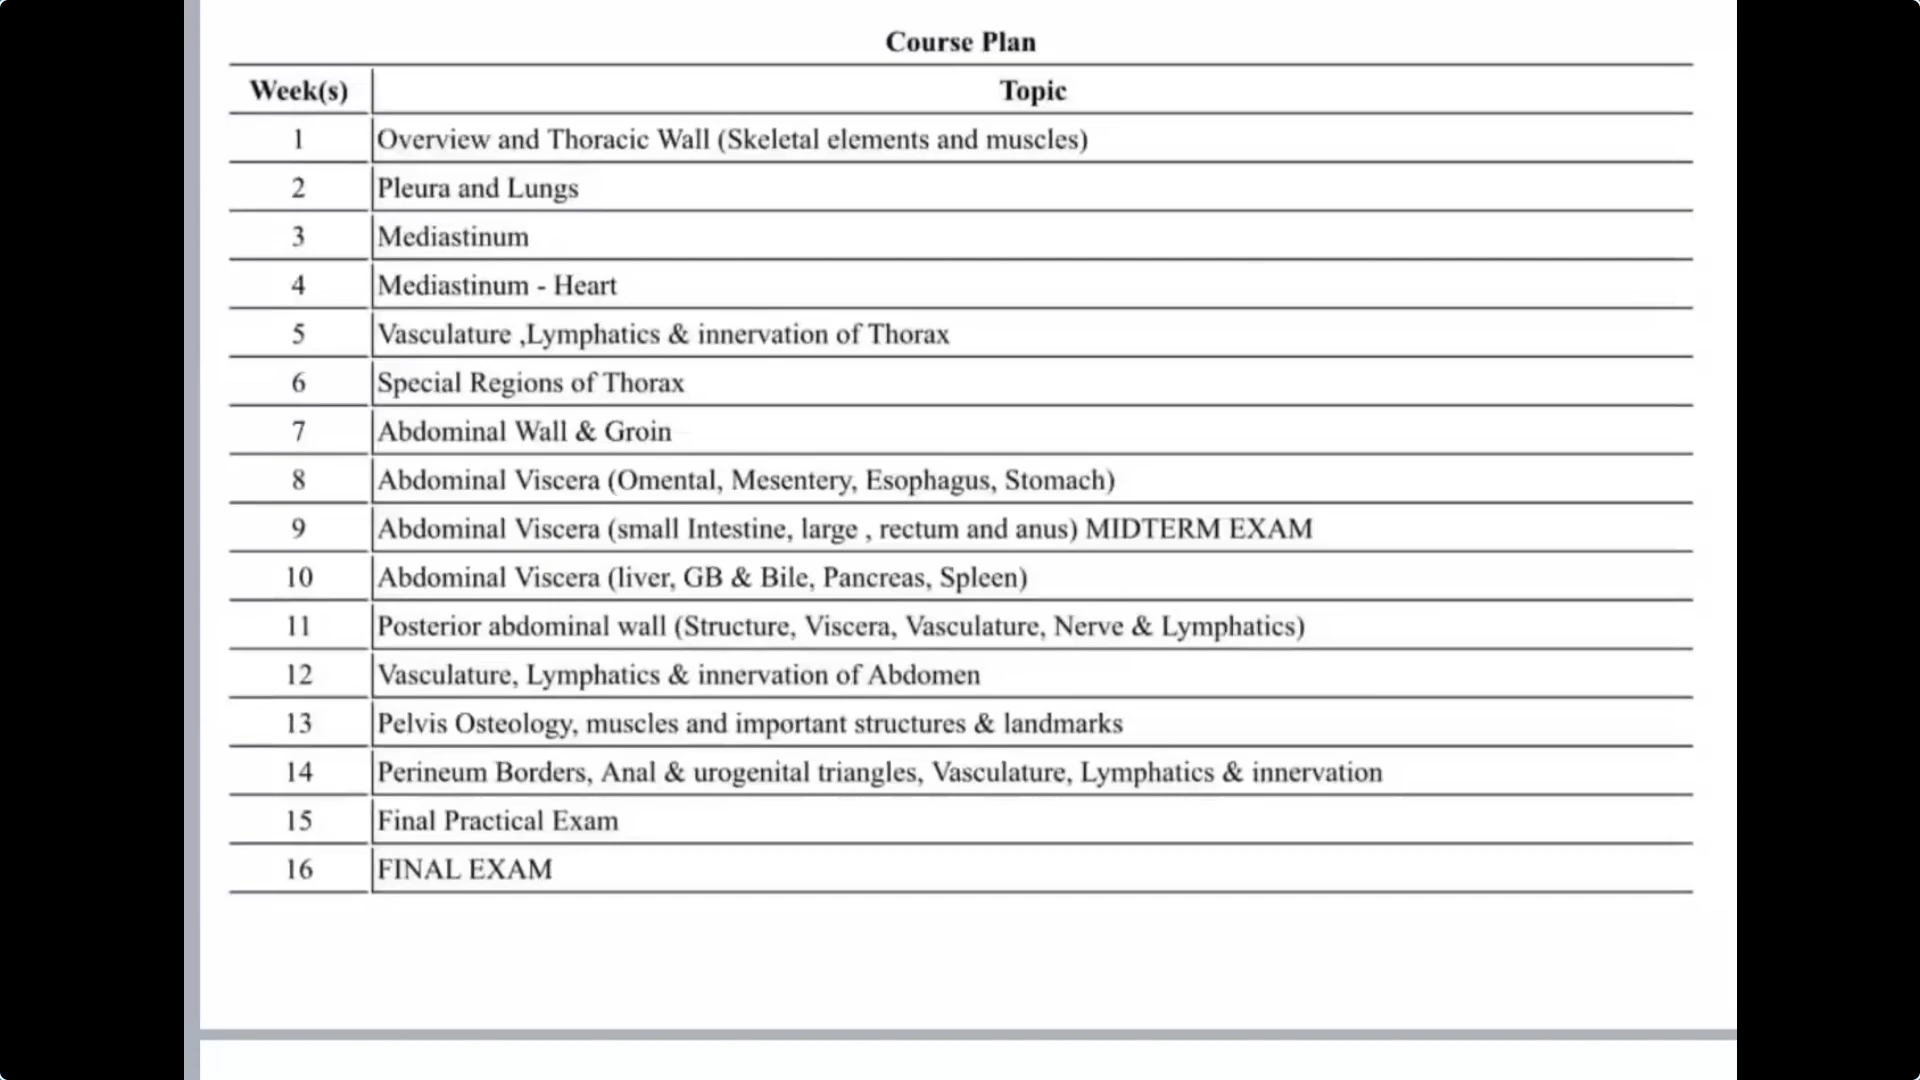 Course Plan
Week(s) Topic
1 Overview and Thoracic Wall (Skeletal elements and muscles)
2 Pleura and Lungs
3 Mediastinum
4 Mediastinum - Heart
5 Vasculature ,Lymphatics & innervation of Thorax
6 Special Regions of Thorax
7 Abdominal Wall & Groin
8 Abdominal Viscera (Omental, Mesentery, Esophagus, Stomach)
9 Abdominal Viscera (small Intestine, large , rectum and anus) MIDTERM EXAM
10 Abdominal Viscera (liver, GB & Bile, Pancreas, Spleen)
11 Posterior abdominal wall (Structure, Viscera, Vasculature, Nerve & Lymphatics)
12 Vasculature, Lymphatics & innervation of Abdomen
13 Pelvis Osteology, muscles and important structures & landmarks
14 Perineum Borders, Anal & urogenital triangles, Vasculature, Lymphatics & innervation
15 Final Practical Exam
16 FINAL EXAM